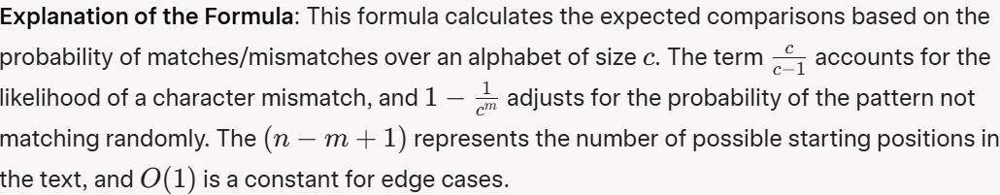 Explanation of the Formula: This formula calculates the expected comparisons based on the
probability of matches/mismatches over an alphabet of size c. The term \frac{c}{c-1} accounts for the
likelihood of a character mismatch, and 1 − \frac{1}{c^m} adjusts for the probability of the pattern not
matching randomly. The (n − m + 1) represents the number of possible starting positions in
the text, and O(1) is a constant for edge cases.